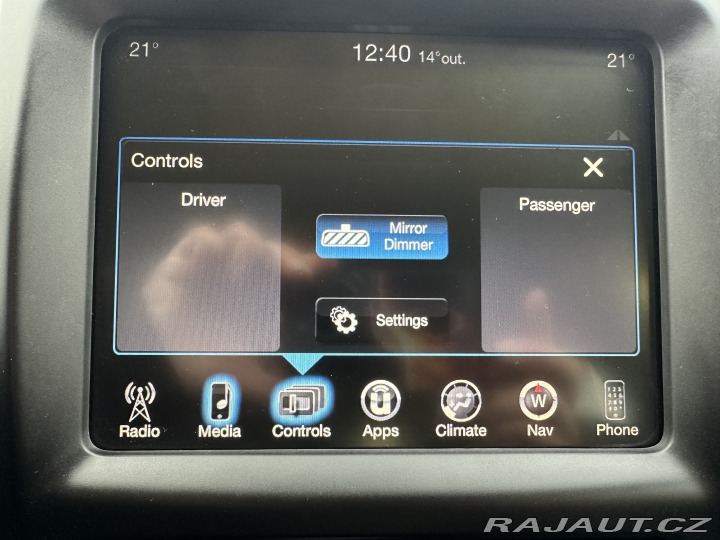 21°
12:40 14°out.
21°
Controls
Driver
Passenger
Mirror
Dimmer
Settings
Radio
Media
Controls
Apps
Climate
W
Nav
Phone
RAJAUT.CZ